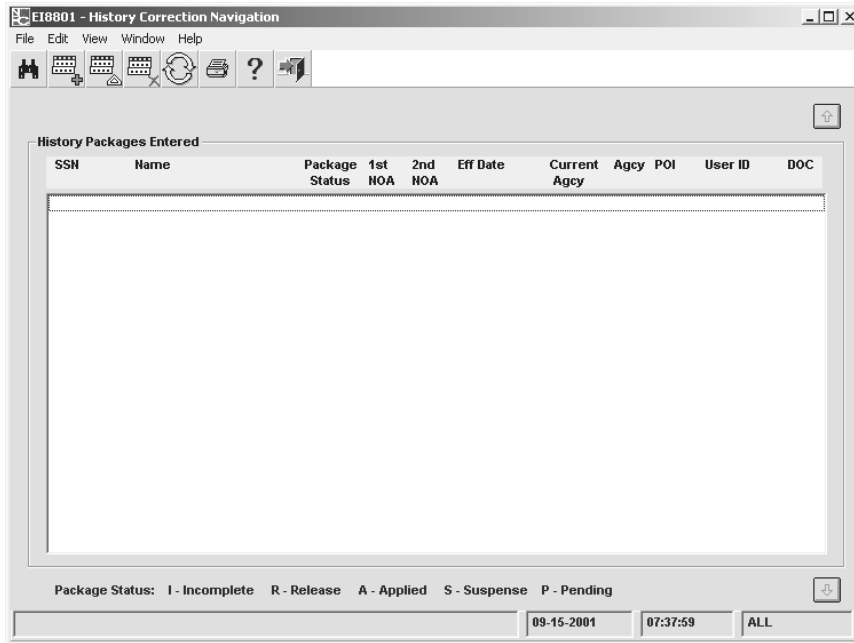 EI8801 - History Correction Navigation
File Edit View Window Help
?
History Packages Entered
SSN Name Package Status 1st NOA 2nd NOA Eff Date Current Agcy Agcy POI User ID DOC
Package Status: I - Incomplete R - Release A - Applied S - Suspense P - Pending
09-15-2001 07:37:59 ALL